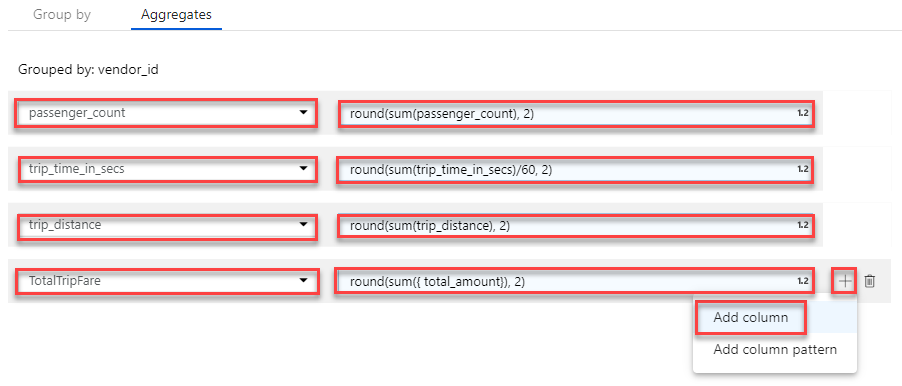 Group by Aggregates
Grouped by: vendor_id
passenger_count round(sum(passenger_count), 2) 1.2
trip_time_in_secs round(sum(trip_time_in_secs)/60, 2) 1.2
trip_distance round(sum(trip_distance), 2) 1.2
TotalTripFare round(sum({ total_amount}), 2) 1.2
Add column
Add column pattern